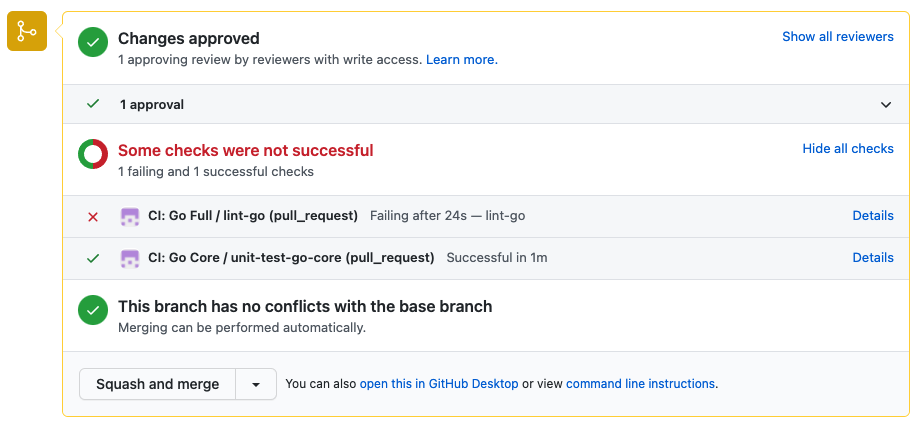 Changes approved
Show all reviewers
1 approving review by reviewers with write access. Learn more.
1 approval
Some checks were not successful
Hide all checks
1 failing and 1 successful checks
CI: Go Full / lint-go (pull_request) Failing after 24s — lint-go
Details
CI: Go Core / unit-test-go-core (pull_request) Successful in 1m
Details
This branch has no conflicts with the base branch
Merging can be performed automatically.
Squash and merge
You can also open this in GitHub Desktop or view command line instructions.